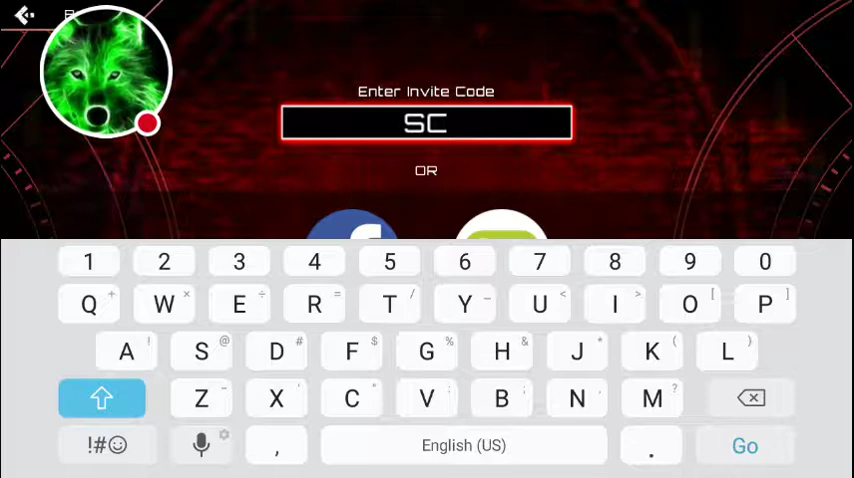 Enter Invite Code
SC
OR
1 2 3 4 5 6 7 8 9 0
Q + W × E ÷ R = T / Y _ U < I > O [ P ]
A ! S @ D # F $ G % H & J * K ( L )
Z - X ' C " V : B ; N , M ?
!#☺ , English (US) . Go